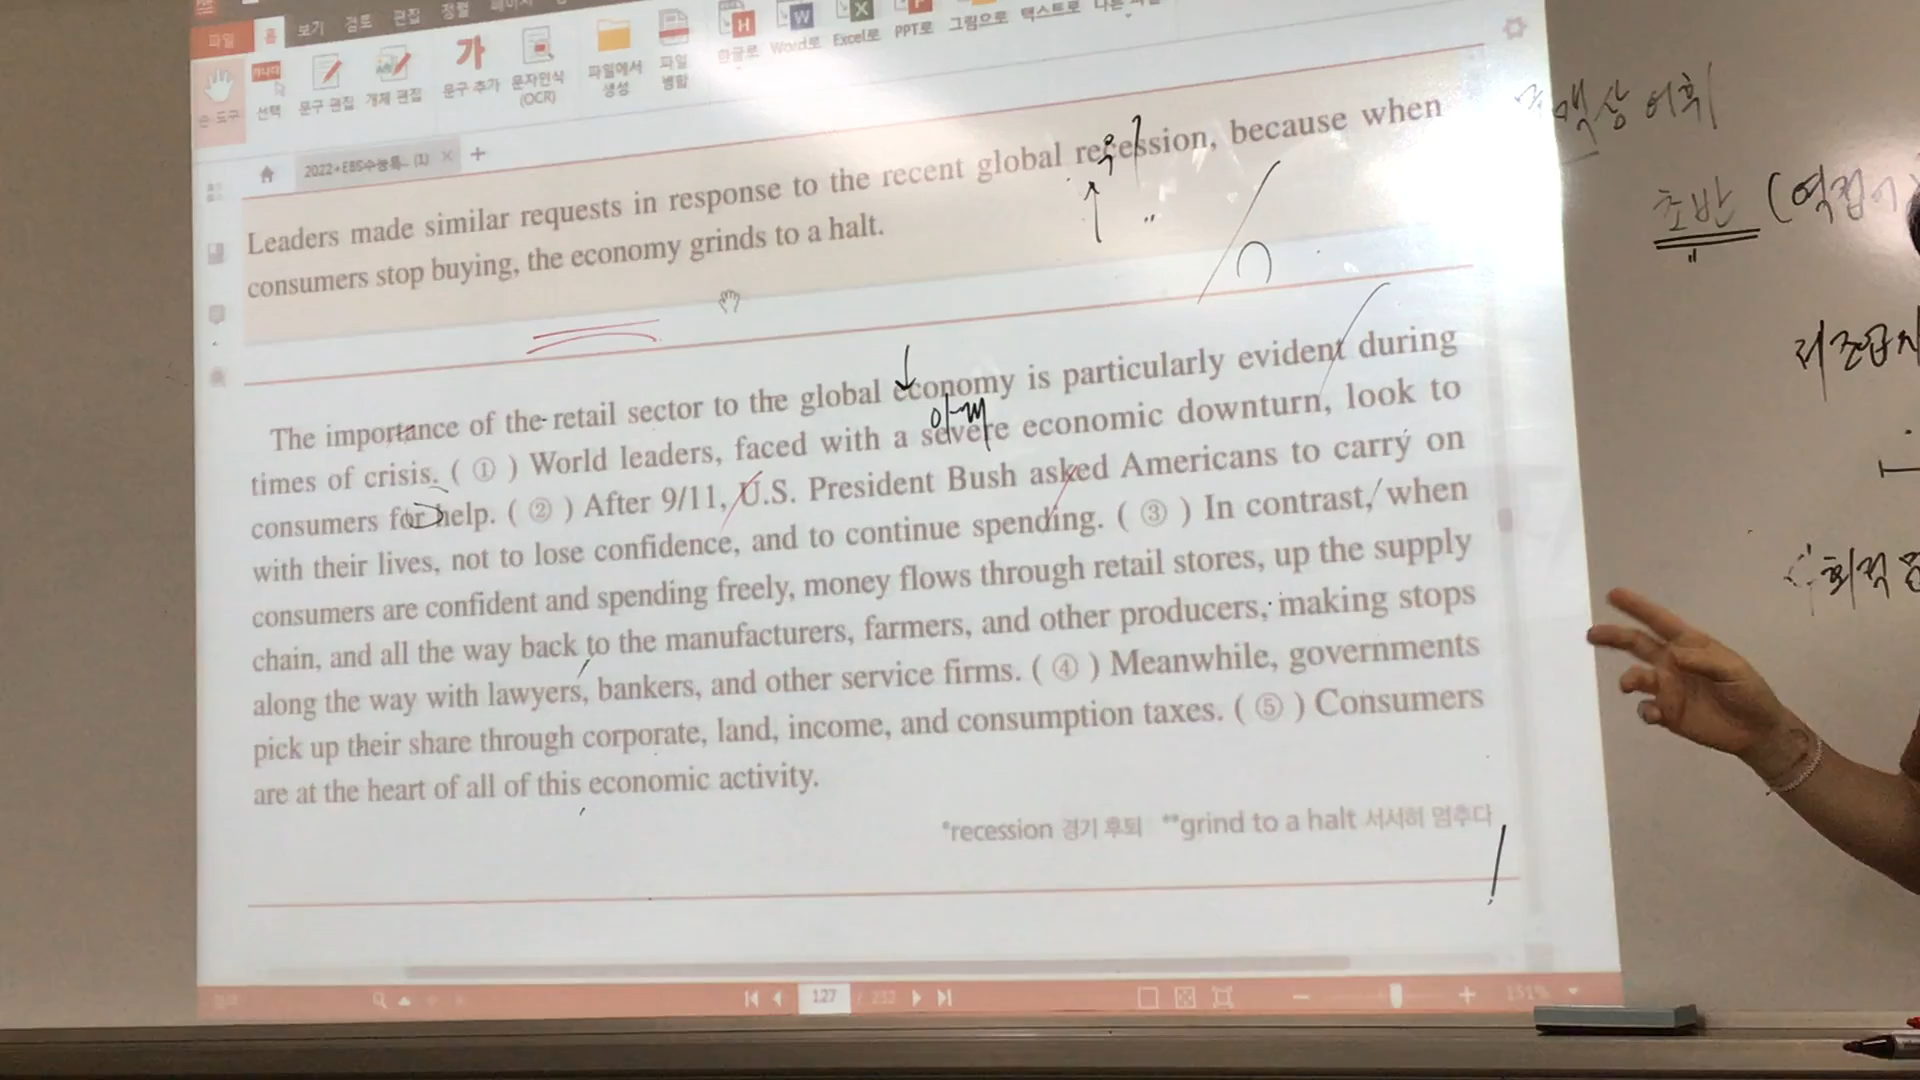 파일 홈 보기 검토 편집 정렬
손 도구 선택 문구 편집 개체 편집 문구 추가 문자인식 (OCR) 파일에서 생성 파일 병합 한글로 Word로 Excel로 PPT로 그림으로 텍스트로
가
2022+EBS수능특... (1) × +
Leaders made similar requests in response to the recent global recession, because when
consumers stop buying, the economy grinds to a halt.
The importance of the retail sector to the global economy is particularly evident during
times of crisis. ( ① ) World leaders, faced with a severe economic downturn, look to
consumers for help. ( ② ) After 9/11, U.S. President Bush asked Americans to carry on
with their lives, not to lose confidence, and to continue spending. ( ③ ) In contrast, when
consumers are confident and spending freely, money flows through retail stores, up the supply
chain, and all the way back to the manufacturers, farmers, and other producers, making stops
along the way with lawyers, bankers, and other service firms. ( ④ ) Meanwhile, governments
pick up their share through corporate, land, income, and consumption taxes. ( ⑤ ) Consumers
are at the heart of all of this economic activity.
*recession 경기 후퇴 **grind to a halt 서서히 멈추다
127 / 232
151%
상 어휘
초반